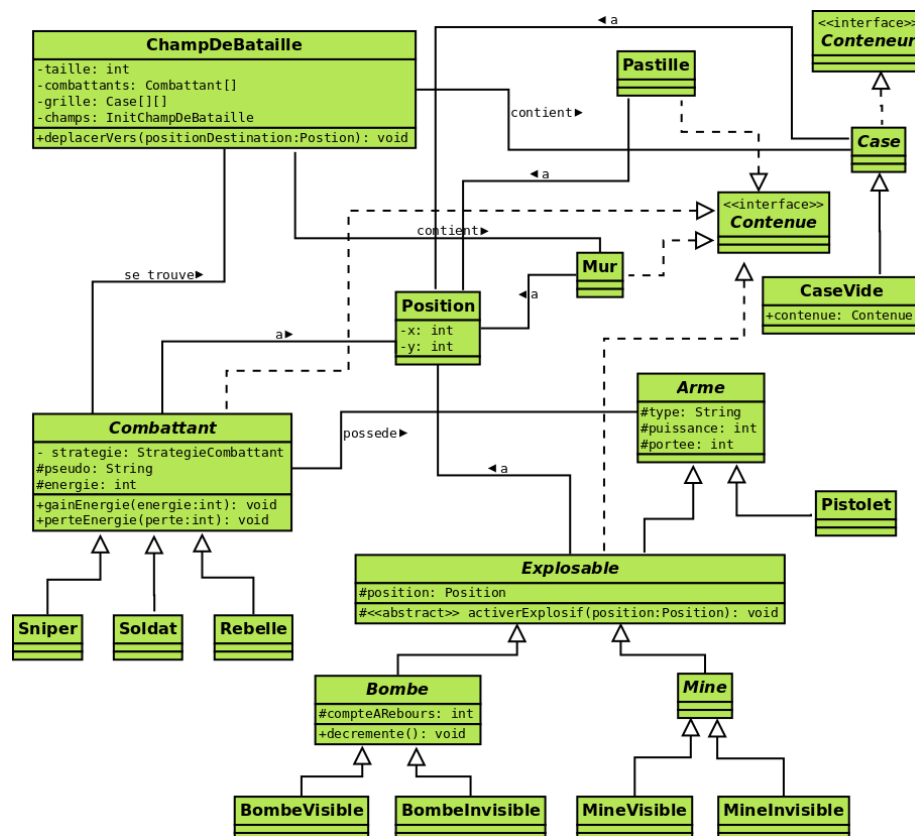 ChampDeBataille
-taille: int
-combattants: Combattant[]
-grille: Case[][]
-champs: InitChampDeBataille
+deplacerVers(positionDestination:Postion): void
◄ a
Pastille
<<interface>>
Conteneur
contient►
Case
◄ a
<<interface>>
Contenue
contient►
Mur
se trouve►
CaseVide
+contenue: Contenue
Position
-x: int
-y: int
◄a
a►
Arme
#type: String
#puissance: int
#portee: int
Combattant
- strategie: StrategieCombattant
#pseudo: String
#energie: int
+gainEnergie(energie:int): void
+perteEnergie(perte:int): void
possede►
◄ a
Pistolet
Explosable
#position: Position
#<<abstract>> activerExplosif(position:Position): void
Sniper
Soldat
Rebelle
Bombe
#compteARebours: int
+decremente(): void
Mine
BombeVisible
BombeInvisible
MineVisible
MineInvisible